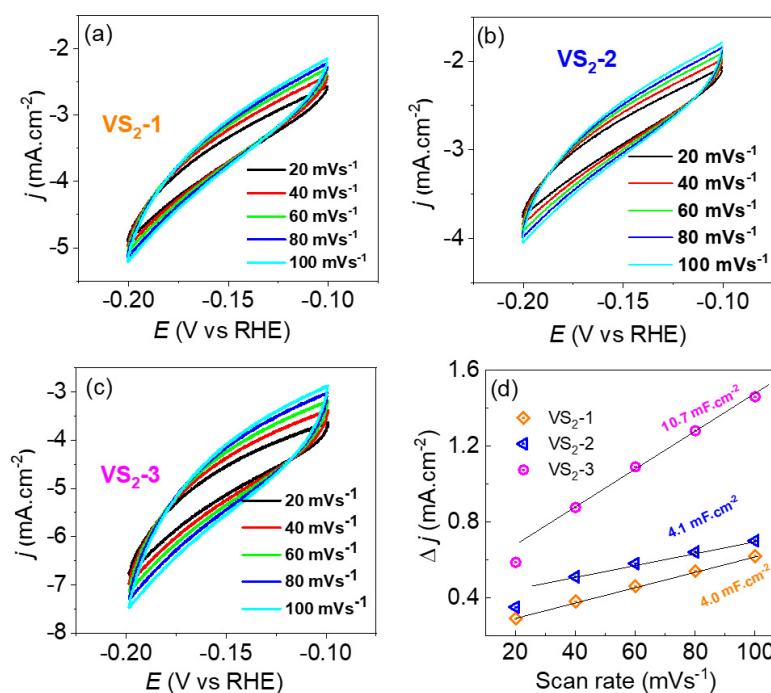 (a)
VS₂-1
-2
-3
-4
-5
j (mA.cm⁻²)
20 mVs⁻¹
40 mVs⁻¹
60 mVs⁻¹
80 mVs⁻¹
100 mVs⁻¹
-0.20 -0.15 -0.10
E (V vs RHE)
(b)
VS₂-2
-2
-3
-4
j (mA.cm⁻²)
20 mVs⁻¹
40 mVs⁻¹
60 mVs⁻¹
80 mVs⁻¹
100 mVs⁻¹
-0.20 -0.15 -0.10
E (V vs RHE)
(c)
VS₂-3
-3
-4
-5
-6
-7
-8
j (mA.cm⁻²)
20 mVs⁻¹
40 mVs⁻¹
60 mVs⁻¹
80 mVs⁻¹
100 mVs⁻¹
-0.20 -0.15 -0.10
E (V vs RHE)
(d)
1.6
1.2
0.8
0.4
Δ j (mA.cm⁻²)
VS₂-1
VS₂-2
VS₂-3
10.7 mF.cm⁻²
4.1 mF.cm⁻²
4.0 mF.cm⁻²
20 40 60 80 100
Scan rate (mVs⁻¹)